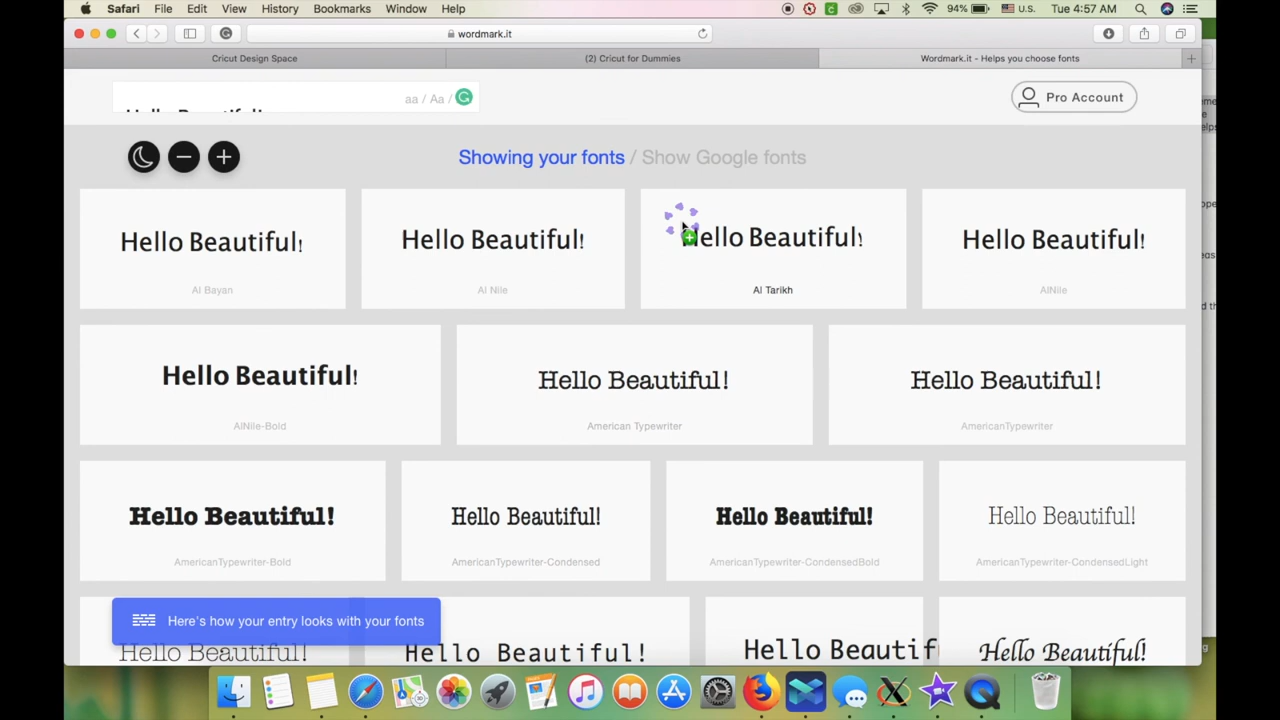 Safari File Edit View History Bookmarks Window Help 94% U.S. Tue 4:57 AM
wordmark.it
Cricut Design Space (2) Cricut for Dummies Wordmark.it - Helps you choose fonts
aa / Aa /
Pro Account
Showing your fonts / Show Google fonts
Hello Beautiful! Hello Beautiful! Hello Beautiful! Hello Beautiful!
Al Bayan Al Nile Al Tarikh AlNile
Hello Beautiful! Hello Beautiful! Hello Beautiful!
AlNile-Bold American Typewriter AmericanTypewriter
Hello Beautiful! Hello Beautiful! Hello Beautiful! Hello Beautiful!
AmericanTypewriter-Bold AmericanTypewriter-Condensed AmericanTypewriter-CondensedBold AmericanTypewriter-CondensedLight
Here's how your entry looks with your fonts
Hello Beautiful! Hello Beautiful! Hello Beautif Hello Beautiful!